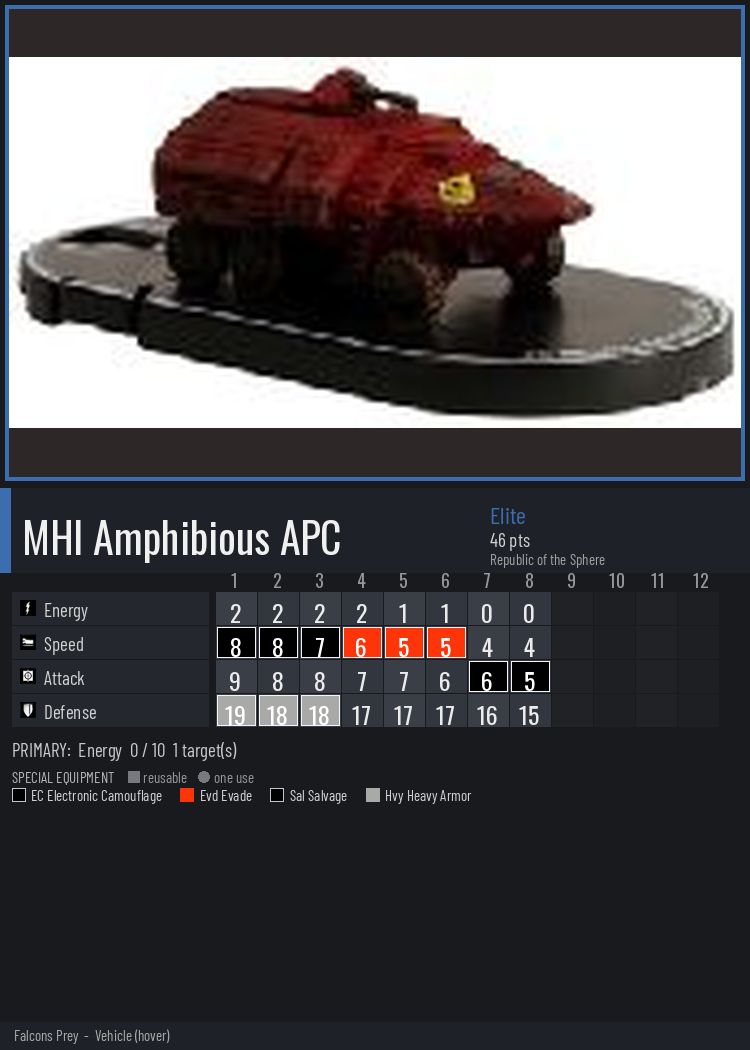 MHI Amphibious APC
Elite
46 pts
Republic of the Sphere
1 2 3 4 5 6 7 8 9 10 11 12
Energy 2 2 2 2 1 1 0 0
Speed 8 8 7 6 5 5 4 4
Attack 9 8 8 7 7 6 6 5
Defense 19 18 18 17 17 17 16 15
PRIMARY: Energy 0 / 10 1 target(s)
SPECIAL EQUIPMENT reusable one use
EC Electronic Camouflage Evd Evade Sal Salvage Hvy Heavy Armor
Falcons Prey - Vehicle (hover)